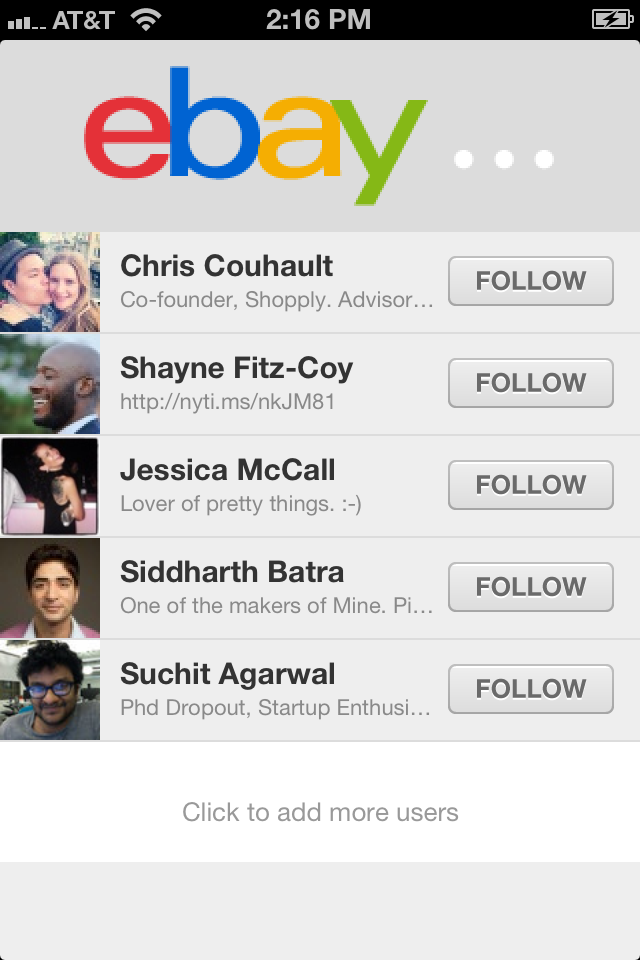 AT&T 2:16 PM
ebay
Chris Couhault
Co-founder, Shopply. Advisor…
FOLLOW
Shayne Fitz-Coy
http://nyti.ms/nkJM81
FOLLOW
Jessica McCall
Lover of pretty things. :-)
FOLLOW
Siddharth Batra
One of the makers of Mine. Pi…
FOLLOW
Suchit Agarwal
Phd Dropout, Startup Enthusi…
FOLLOW
Click to add more users